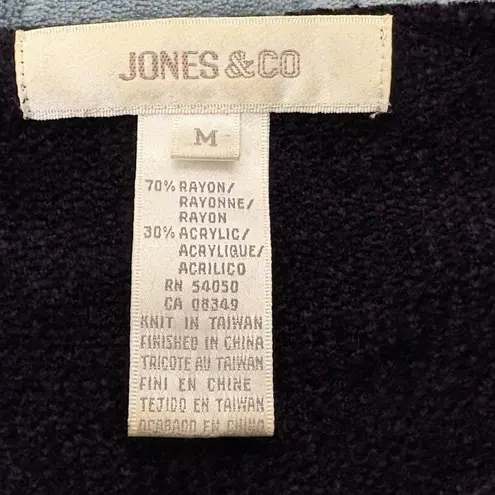 JONES & CO
M
70% RAYON/
RAYONNE/
RAYON
30% ACRYLIC/
ACRYLIQUE/
ACRILICO
RN 54050
CA 08349
KNIT IN TAIWAN
FINISHED IN CHINA
TRICOTE AU TAIWAN
FINI EN CHINE
TEJIDO EN TAIWAN
ACABADO EN CHINA